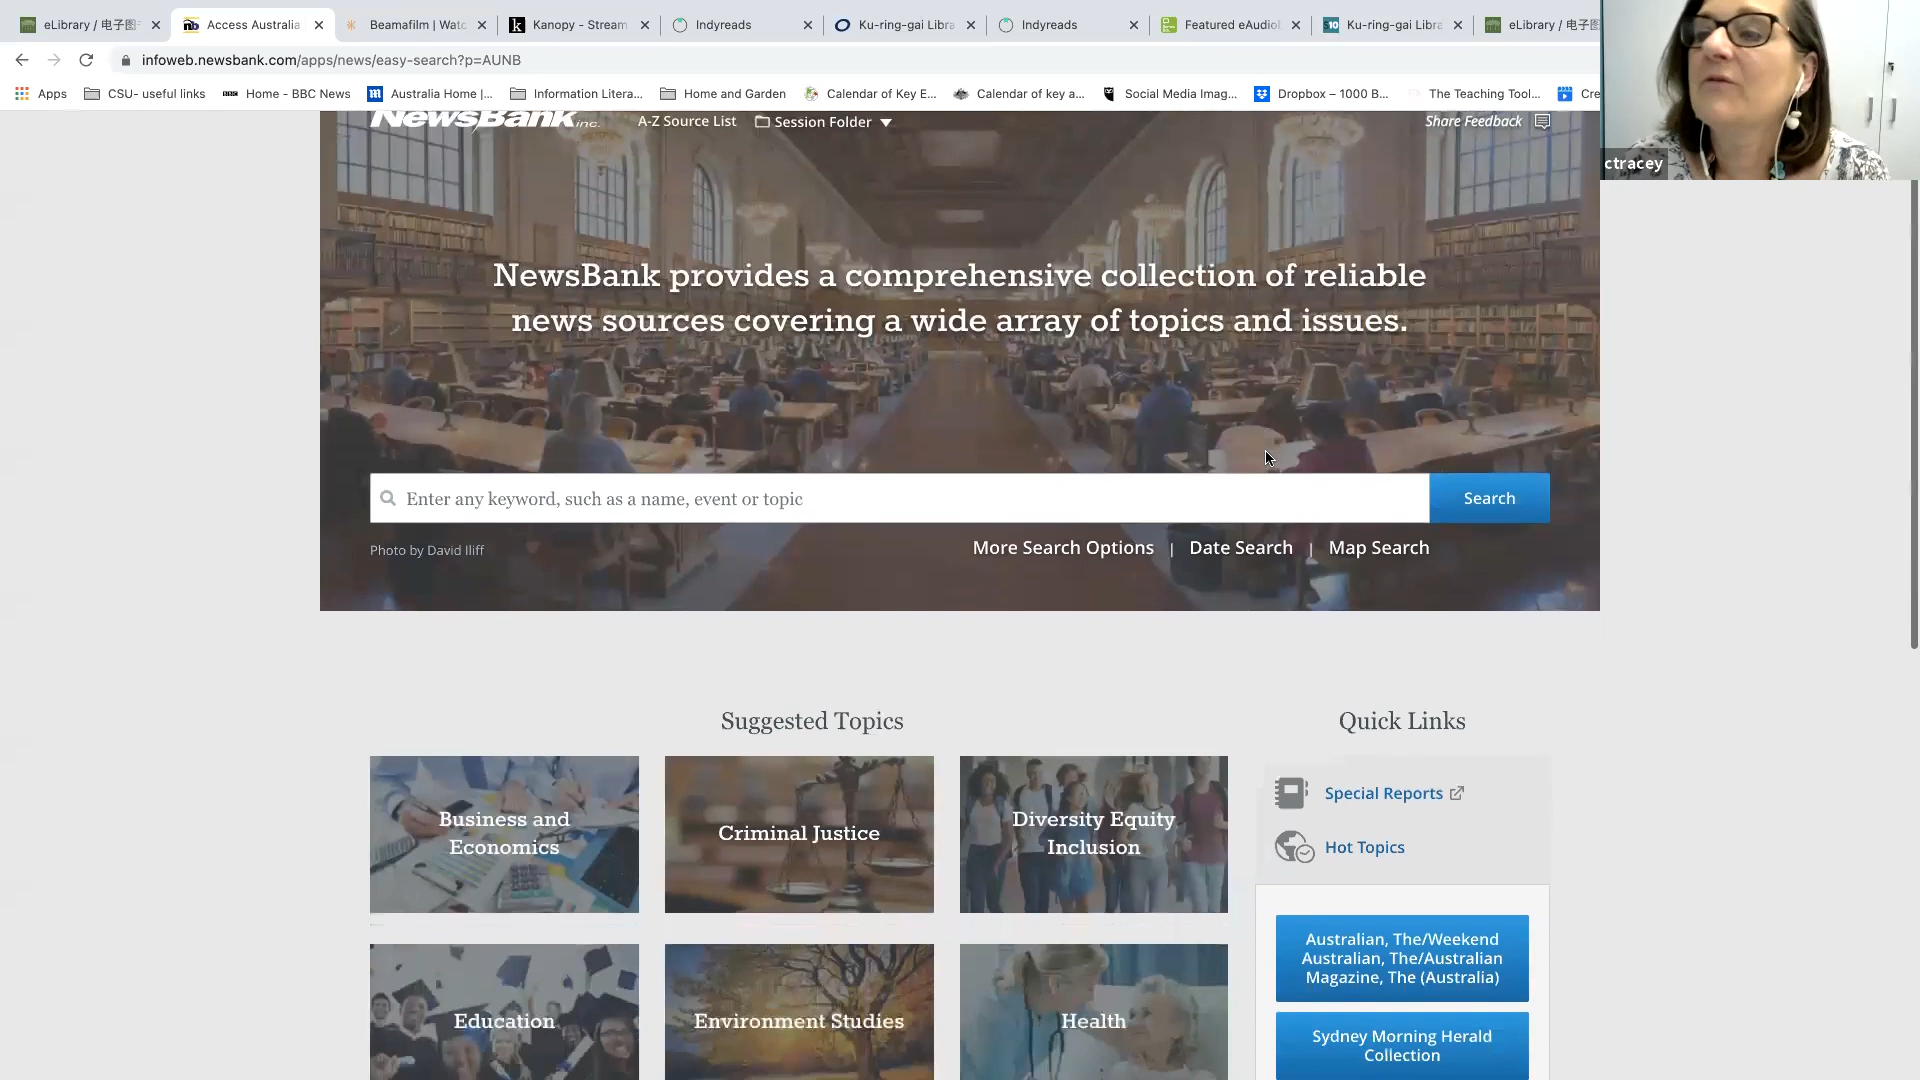 eLibrary / 电子图
Access Australia
Beamafilm | Watc
Kanopy - Stream
Indyreads
Ku-ring-gai Libra
Indyreads
Featured eAudiol
Ku-ring-gai Libra
eLibrary / 电子图
infoweb.newsbank.com/apps/news/easy-search?p=AUNB
Apps
CSU- useful links
Home - BBC News
Australia Home |...
Information Litera...
Home and Garden
Calendar of Key E...
Calendar of key a...
Social Media Imag...
Dropbox – 1000 B...
The Teaching Tool...
Cre
NewsBank inc.
A-Z Source List
Session Folder
Share Feedback
ctracey
NewsBank provides a comprehensive collection of reliable
news sources covering a wide array of topics and issues.
Enter any keyword, such as a name, event or topic
Search
Photo by David Iliff
More Search Options | Date Search | Map Search
Suggested Topics
Quick Links
Business and
Economics
Criminal Justice
Diversity Equity
Inclusion
Special Reports
Hot Topics
Education
Environment Studies
Health
Australian, The/Weekend
Australian, The/Australian
Magazine, The (Australia)
Sydney Morning Herald
Collection